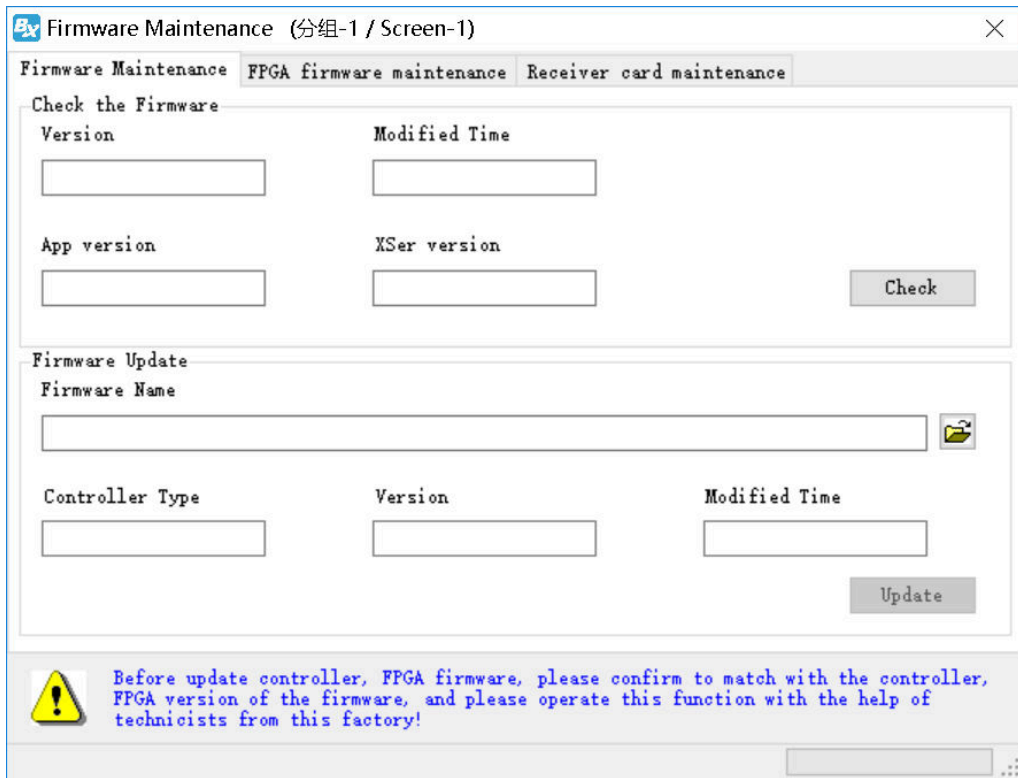 BX Firmware Maintenance (分组-1 / Screen-1)
Firmware Maintenance FPGA firmware maintenance Receiver card maintenance
Check the Firmware
Version Modified Time
App version XSer version
Check
Firmware Update
Firmware Name
Controller Type Version Modified Time
Update
Before update controller, FPGA firmware, please confirm to match with the controller,
FPGA version of the firmware, and please operate this function with the help of
technicists from this factory!